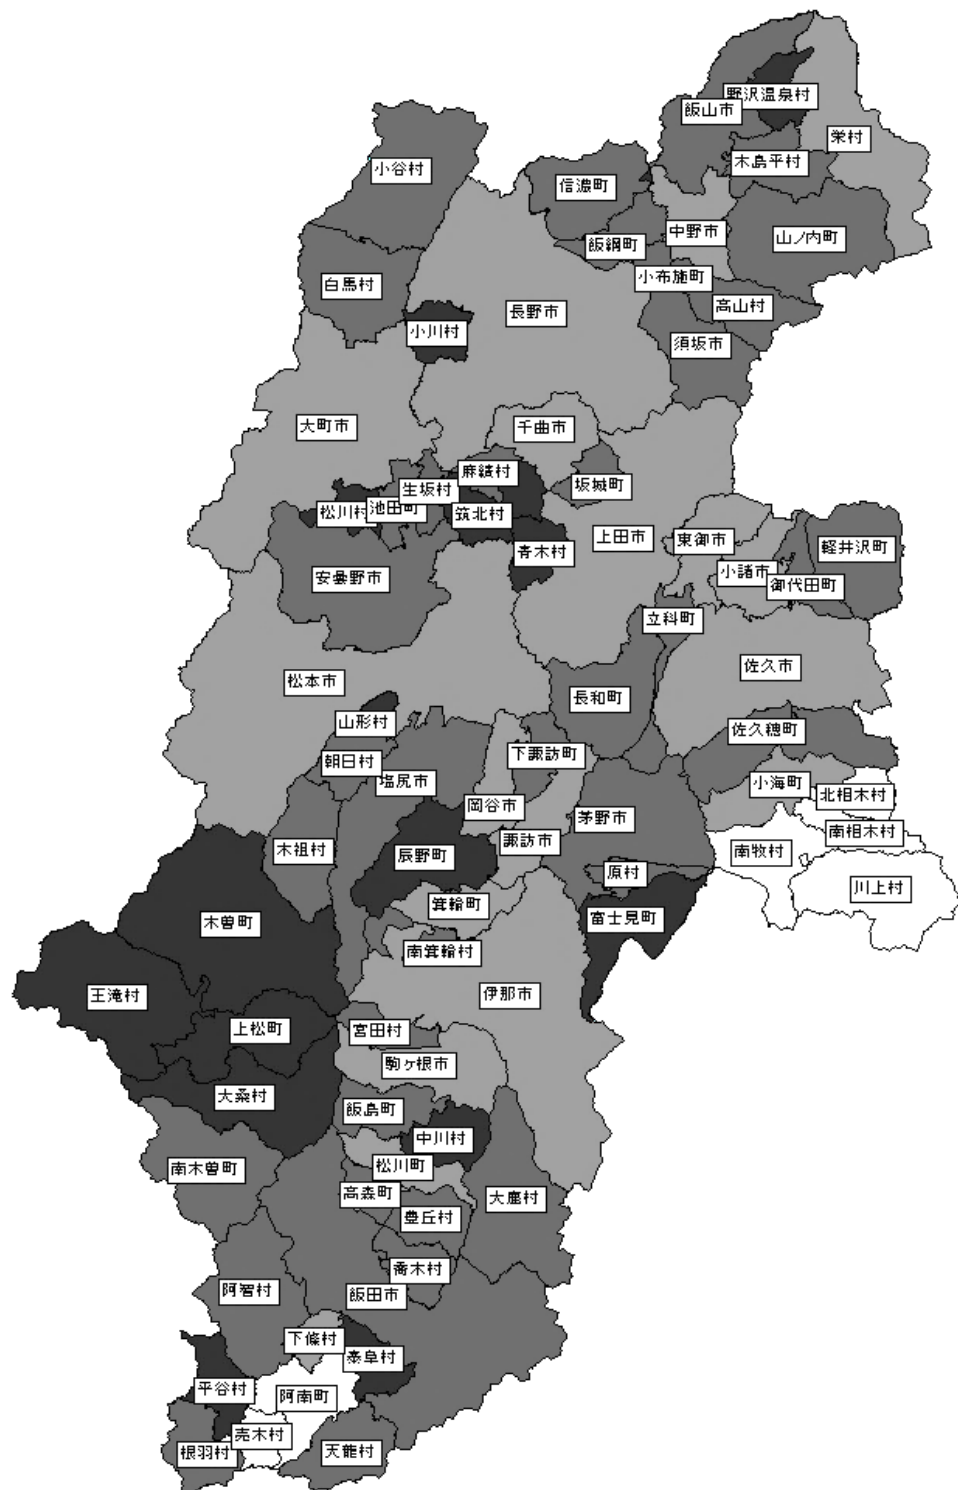 野沢温泉村
飯山市
栄村
木島平村
小谷村
信濃町
中野市
山ノ内町
飯綱町
小布施町
白馬村
高山村
長野市
小川村
須坂市
大町市
千曲市
麻績村
坂城町
生坂村
松川村
池田町
筑北村
青木村
上田市
東御市
軽井沢町
小諸市
御代田町
安曇野市
立科町
佐久市
松本市
長和町
山形村
佐久穂町
下諏訪町
朝日村
塩尻市
小海町
北相木村
岡谷市
茅野市
南相木村
諏訪市
木祖村
南牧村
辰野町
原村
川上村
箕輪町
富士見町
木曽町
南箕輪村
王滝村
伊那市
上松町
宮田村
駒ヶ根市
大桑村
飯島町
中川村
松川町
南木曽町
高森町
大鹿村
豊丘村
喬木村
阿智村
飯田市
下條村
泰阜村
平谷村
阿南町
売木村
根羽村
天龍村